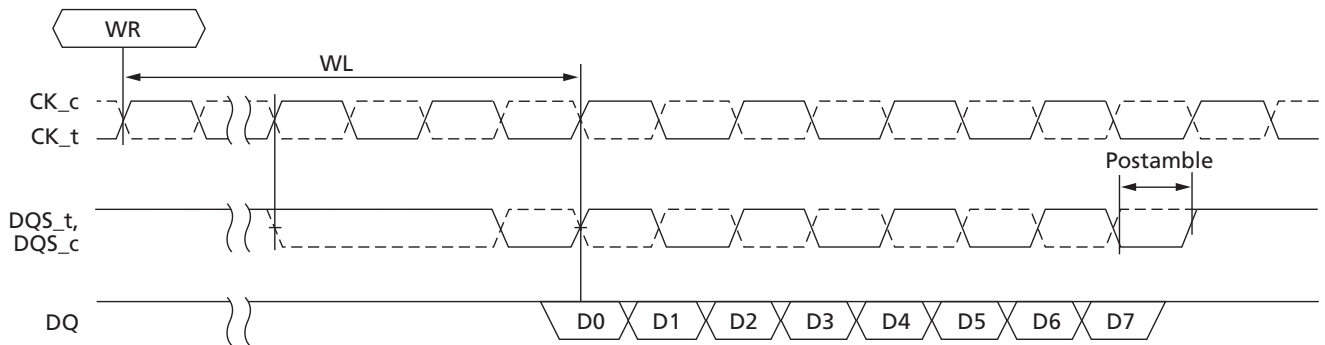 WR
WL
CK_c
CK_t
Postamble
DQS_t,
DQS_c
DQ
D0 D1 D2 D3 D4 D5 D6 D7